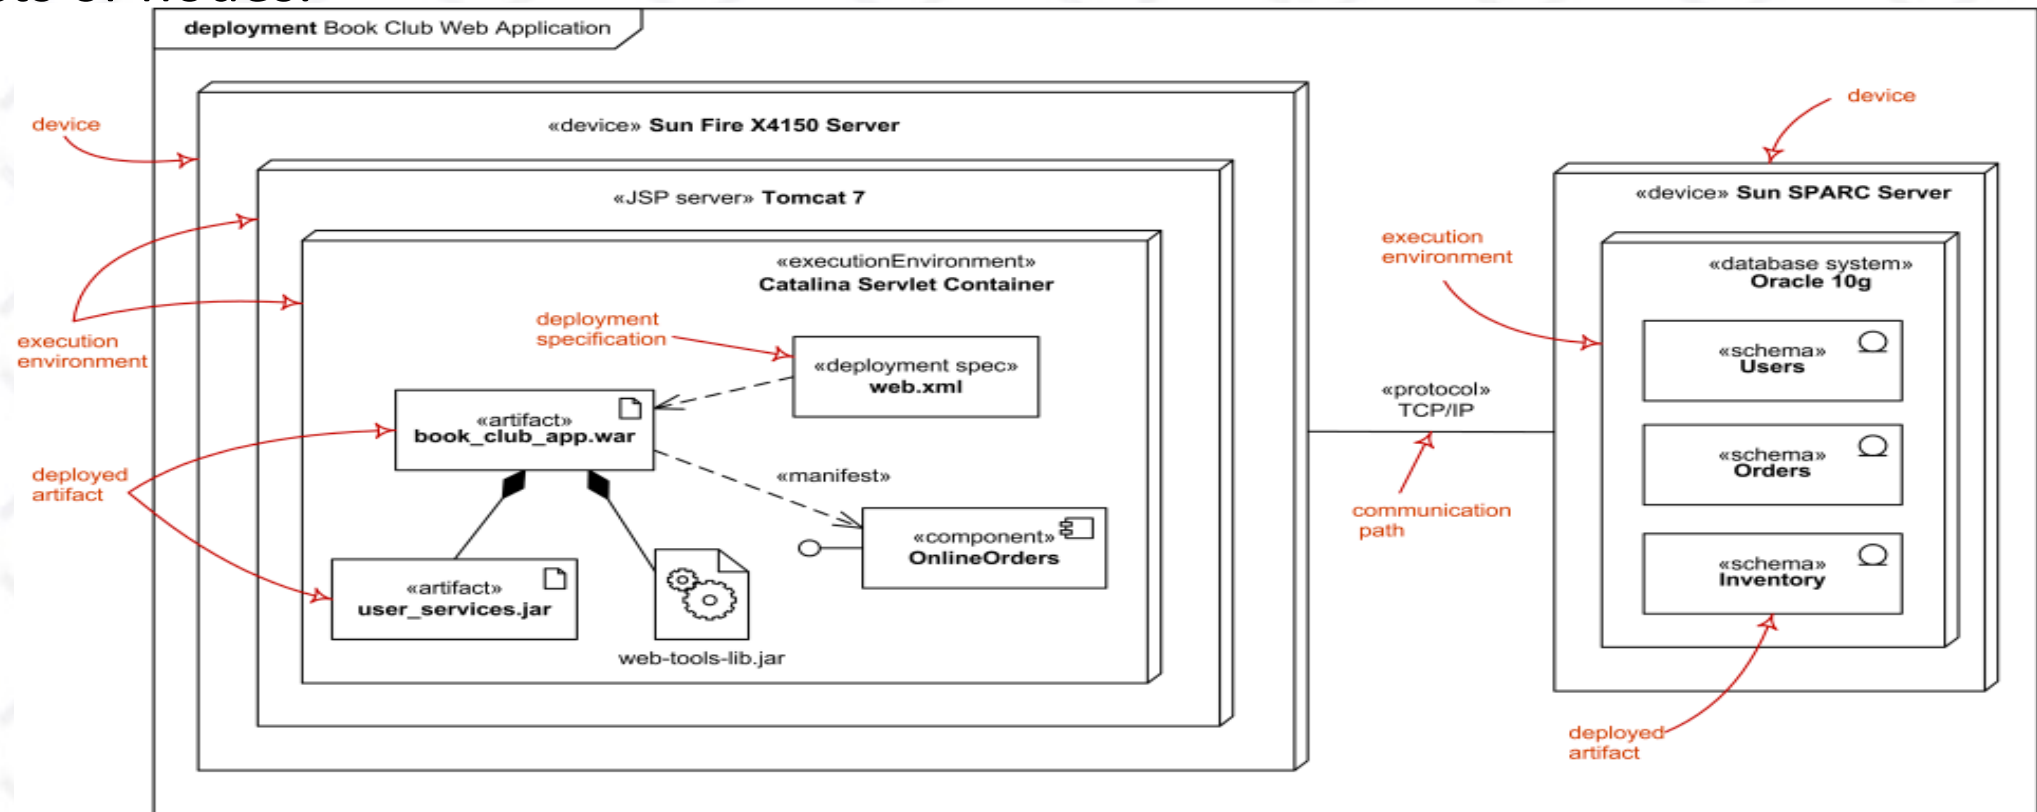 deployment Book Club Web Application
device
«device» Sun Fire X4150 Server
«JSP server» Tomcat 7
«executionEnvironment»
Catalina Servlet Container
execution
environment
deployment
specification
«deployment spec»
web.xml
«artifact»
book_club_app.war
deployed
artifact
«manifest»
«component»
OnlineOrders
«artifact»
user_services.jar
web-tools-lib.jar
«protocol»
TCP/IP
communication
path
device
«device» Sun SPARC Server
execution
environment
«database system»
Oracle 10g
«schema»
Users
«schema»
Orders
«schema»
Inventory
deployed
artifact